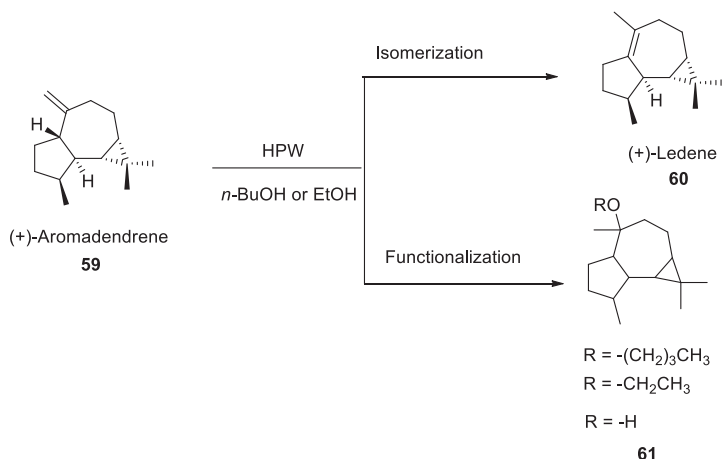 Isomerization
H
H
(+)-Aromadendrene
59
HPW
n-BuOH or EtOH
H
(+)-Ledene
60
RO
Functionalization
R = -(CH2)3CH3
R = -CH2CH3
R = -H
61